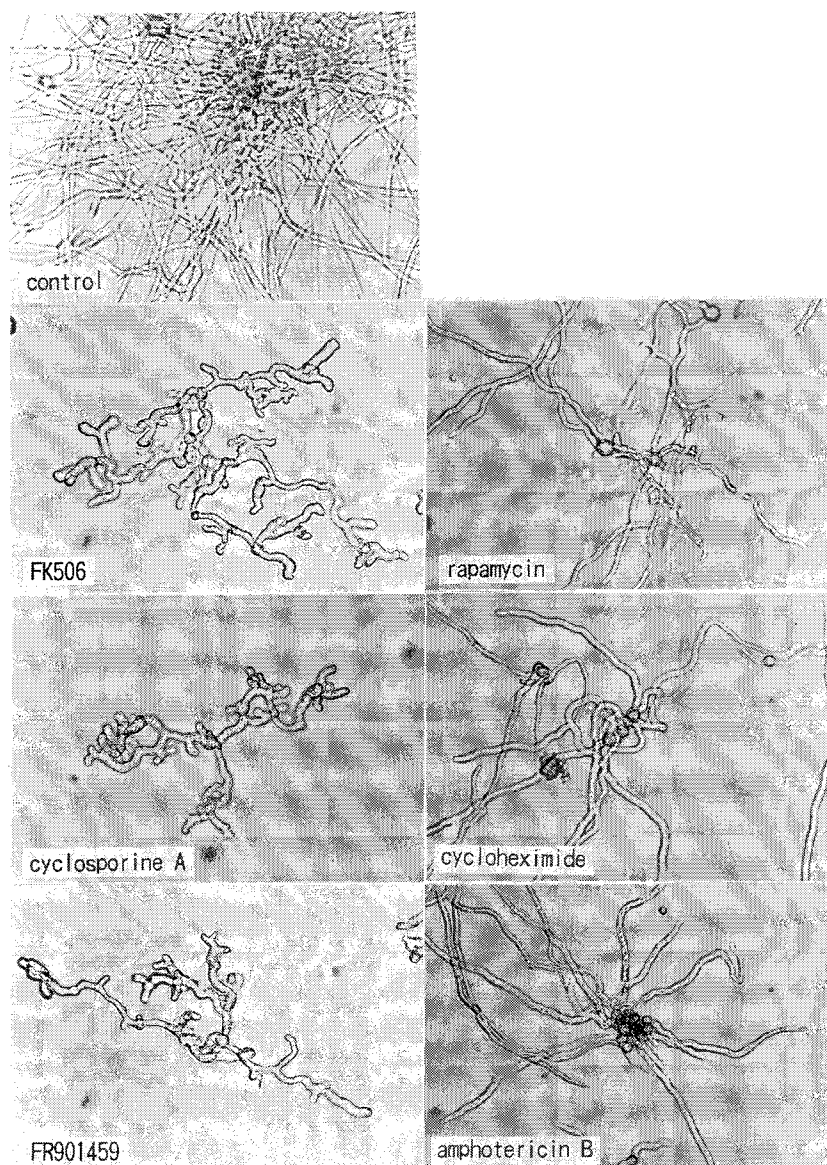 control
FK506
rapamycin
cyclosporine A
cycloheximide
FR901459
amphotericin B